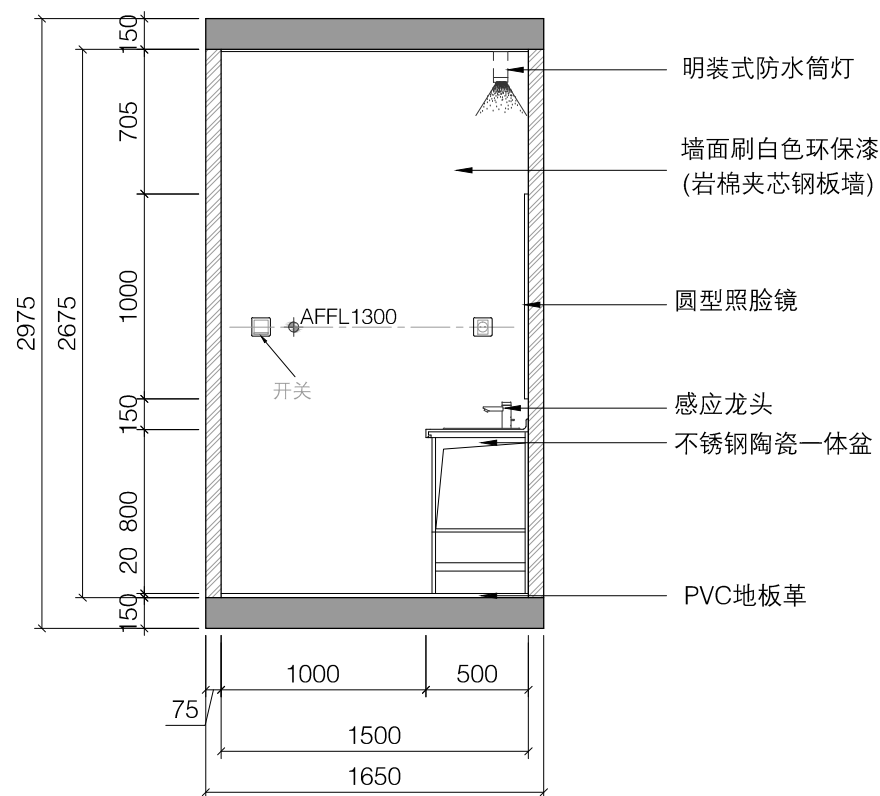 150
明装式防水筒灯
705
墙面刷白色环保漆
(岩棉夹芯钢板墙)
2975
2675
1000
圆型照脸镜
AFFL1300
开关
150
感应龙头
不锈钢陶瓷一体盆
800
20
PVC地板革
150
1000
500
75
1500
1650